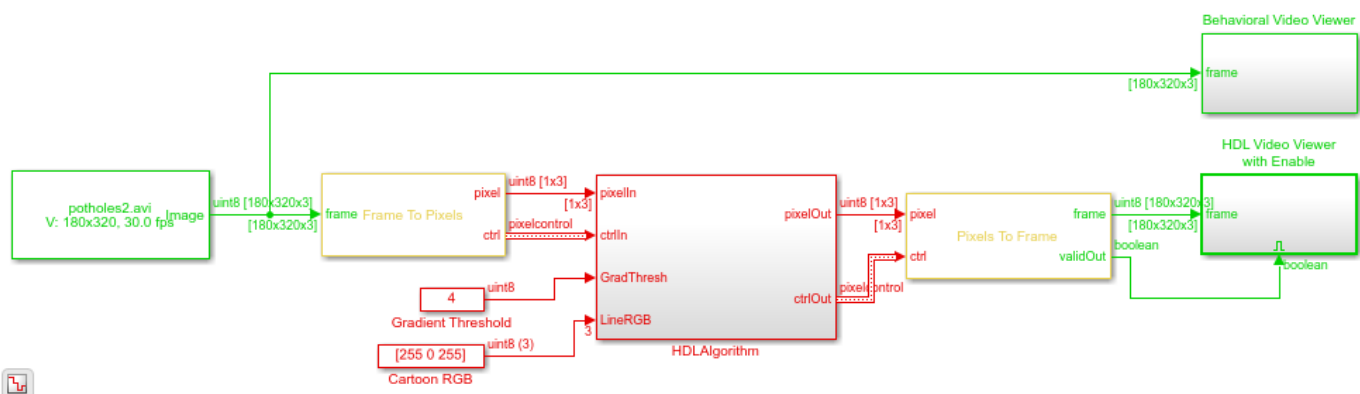 Behavioral Video Viewer
frame
[180x320x3]
HDL Video Viewer
with Enable
potholes2.avi
V: 180x320, 30.0 fps
Image
uint8 [180x320x3]
[180x320x3]
frame
Frame To Pixels
pixel
ctrl
uint8 [1x3]
[1x3]
pixelcontrol
pixelIn
ctrlIn
GradThresh
LineRGB
3
pixelOut
ctrlOut
HDLAlgorithm
4
uint8
Gradient Threshold
[255 0 255]
uint8 (3)
Cartoon RGB
uint8 [1x3]
[1x3]
pixelcontrol
pixel
ctrl
Pixels To Frame
frame
validOut
uint8 [180x320x3]
[180x320x3]
boolean
frame
boolean